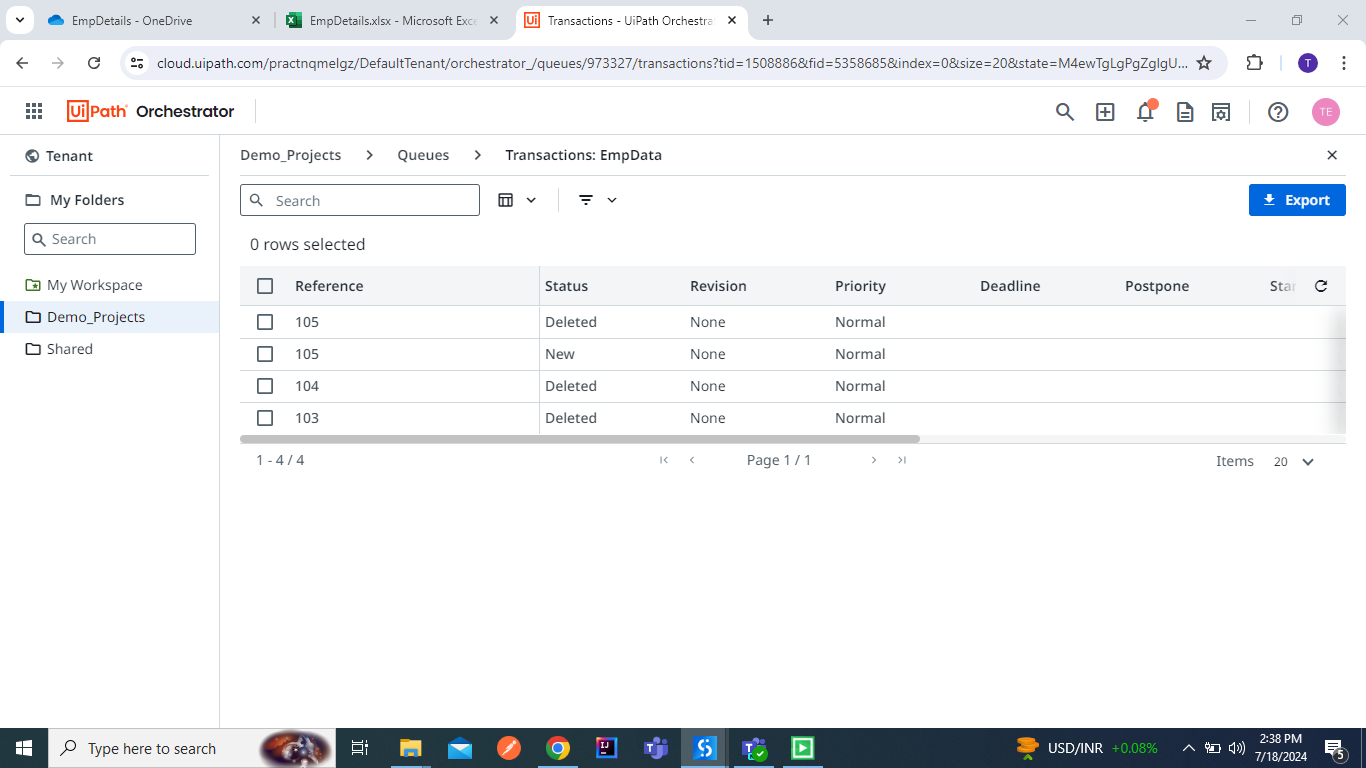 EmpDetails - OneDrive
EmpDetails.xlsx - Microsoft Exce
Transactions - UiPath Orchestra
cloud.uipath.com/practnqmelgz/DefaultTenant/orchestrator_/queues/973327/transactions?tid=1508886&fid=5358685&index=0&size=20&state=M4ewTgLgPgZgIgU...
T
UiPath Orchestrator
TE
Tenant
My Folders
Search
My Workspace
Demo_Projects
Shared
Demo_Projects > Queues > Transactions: EmpData
Search
Export
0 rows selected
Reference Status Revision Priority Deadline Postpone Star
105 Deleted None Normal
105 New None Normal
104 Deleted None Normal
103 Deleted None Normal
1 - 4 / 4 Page 1 / 1 Items 20
Type here to search
USD/INR +0.08%
2:38 PM
7/18/2024
5